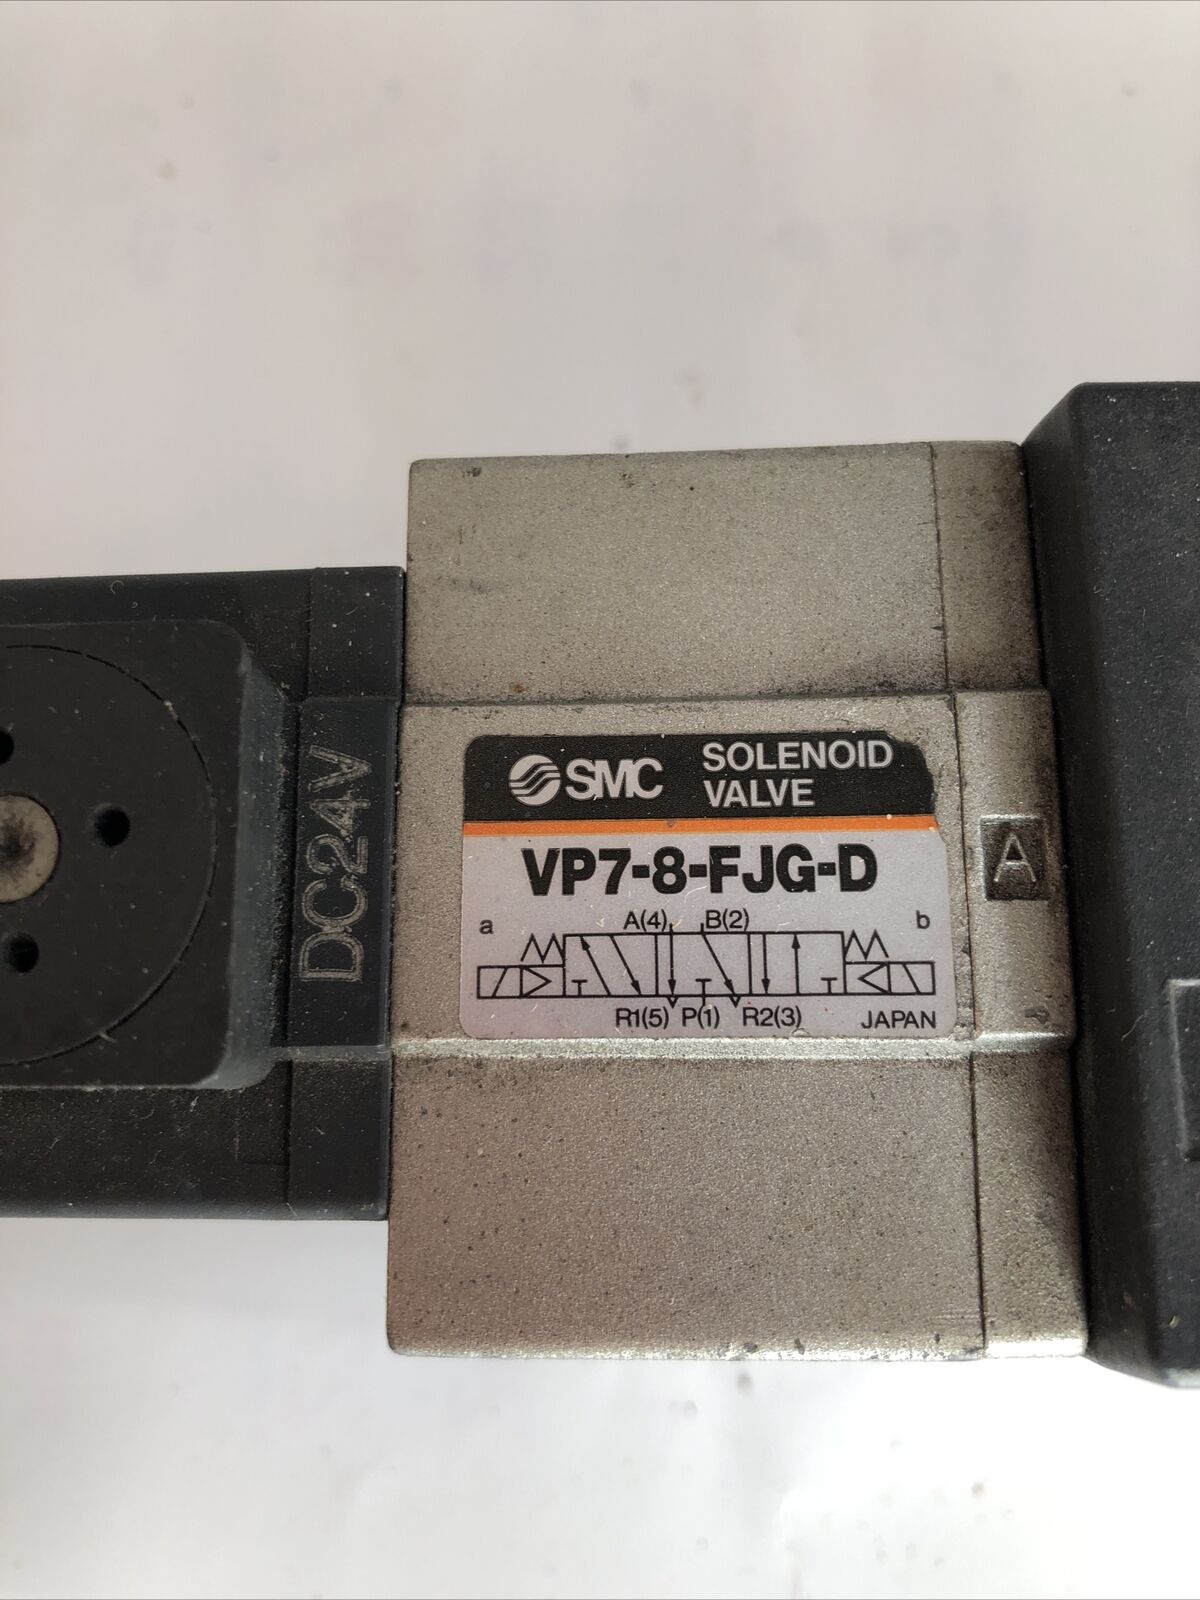 SMC SOLENOID
VALVE
VP7-8-FJG-D
a A(4) B(2) b
R1(5) P(1) R2(3) JAPAN
DC24V
A